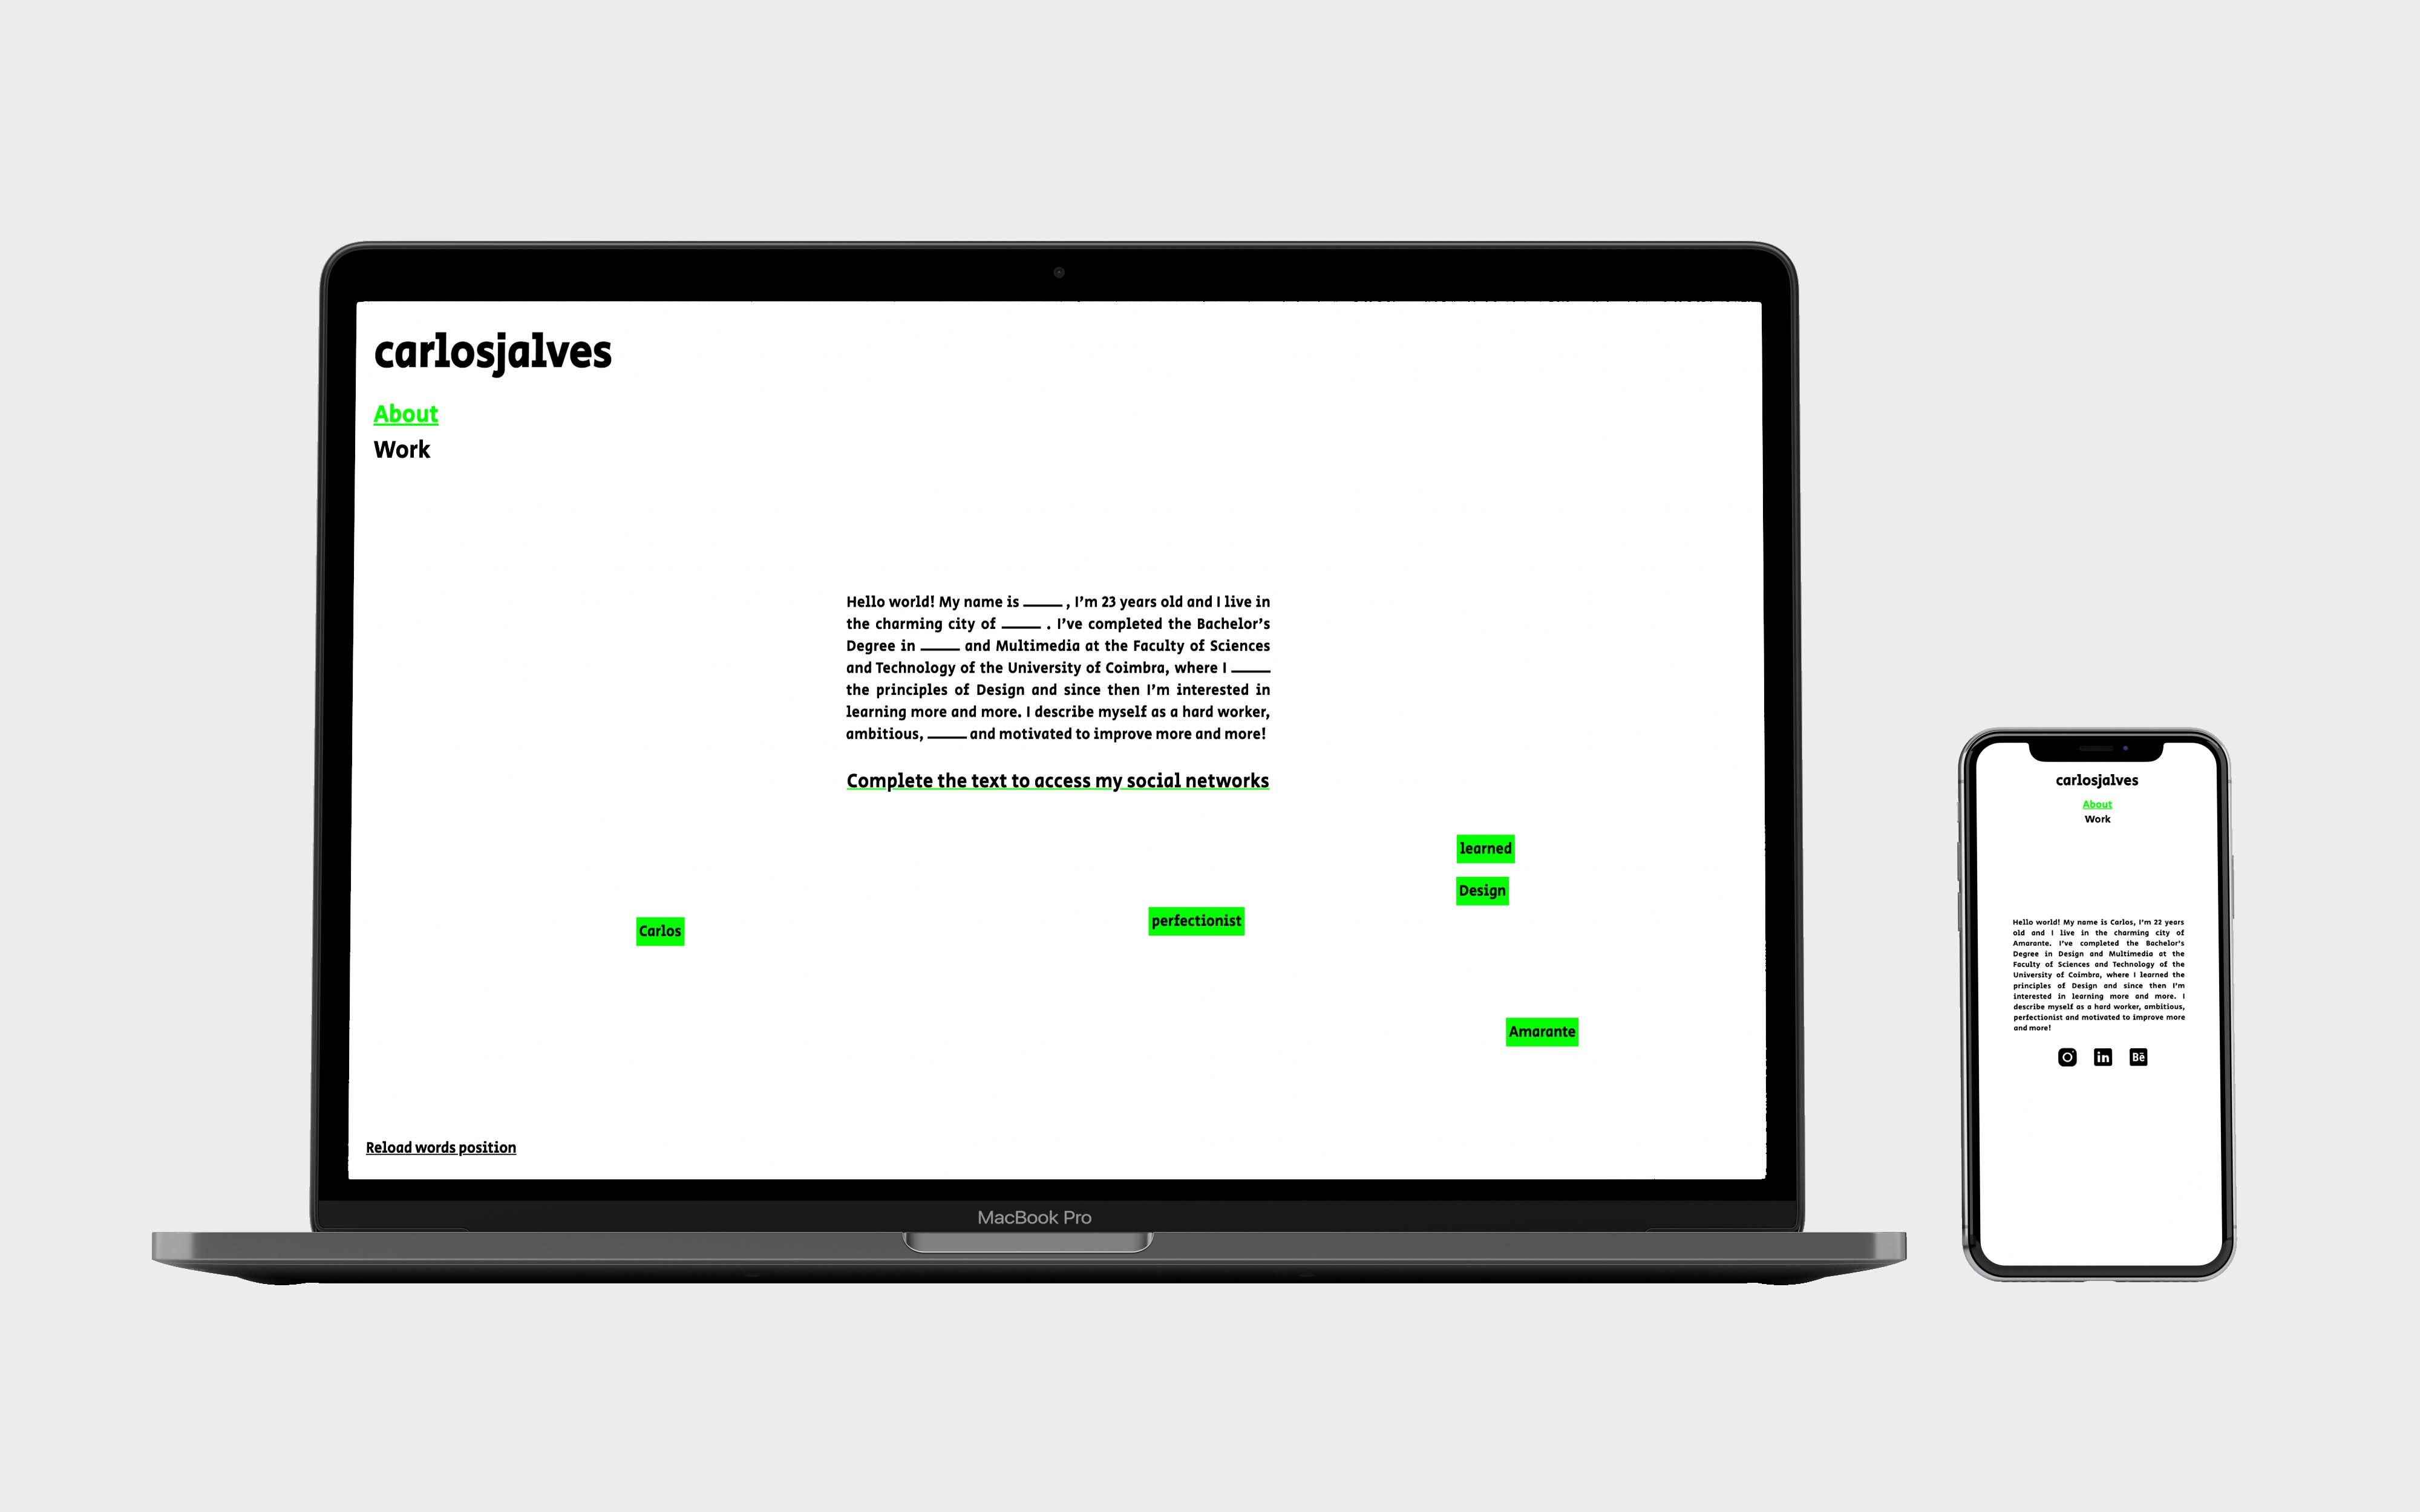 carlosjalves
About
Work
Hello world! My name is _____ , I'm 23 years old and I live in
the charming city of _____ . I've completed the Bachelor's
Degree in _____ and Multimedia at the Faculty of Sciences
and Technology of the University of Coimbra, where I _____
the principles of Design and since then I'm interested in
learning more and more. I describe myself as a hard worker,
ambitious, _____ and motivated to improve more and more!
Complete the text to access my social networks
learned
Design
perfectionist
Carlos
Amarante
Reload words position
MacBook Pro
carlosjalves
About
Work
Hello world! My name is Carlos, I'm 22 years
old and I live in the charming city of
Amarante. I've completed the Bachelor's
Degree in Design and Multimedia at the
Faculty of Sciences and Technology of the
University of Coimbra, where I learned the
principles of Design and since then I'm
interested in learning more and more. I
describe myself as a hard worker, ambitious,
perfectionist and motivated to improve more
and more!
in
Bē